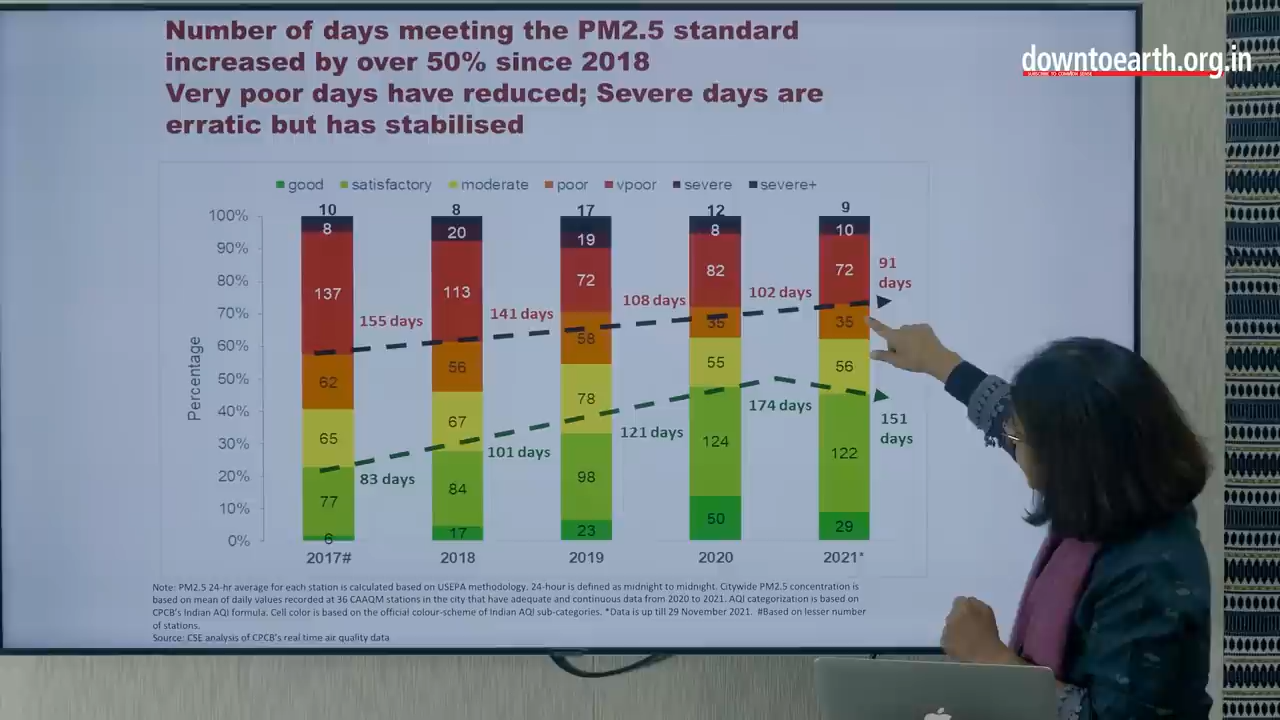 Number of days meeting the PM2.5 standard
increased by over 50% since 2018
Very poor days have reduced; Severe days are
erratic but has stabilised
downtoearth.org.in
SUBSCRIBE TO COMMON SENSE
good satisfactory moderate poor vpoor severe severe+
100% 10 8 17 12 9
90% 8 20 19 8 10
80% 137 113 72 82 72 91
days
70% 155 days 141 days 108 days 102 days
60% 62 56 58 35 35
50% 65 67 78 55 56
40% 83 days 101 days 121 days 174 days 151
days
30% 77 84 98 124 122
20%
10% 6 17 23 50 29
0%
Percentage
2017# 2018 2019 2020 2021*
Note: PM2.5 24-hr average for each station is calculated based on USEPA methodology. 24-hour is defined as midnight to midnight. Citywide PM2.5 concentration is
based on mean of daily values recorded at 36 CAAQM stations in the city that have adequate and continuous data from 2020 to 2021. AQI categorization is based on
CPCB's Indian AQI formula. Cell color is based on the official colour-scheme of Indian AQI sub-categories. *Data is up till 29 November 2021. #Based on lesser number
of stations.
Source: CSE analysis of CPCB's real time air quality data